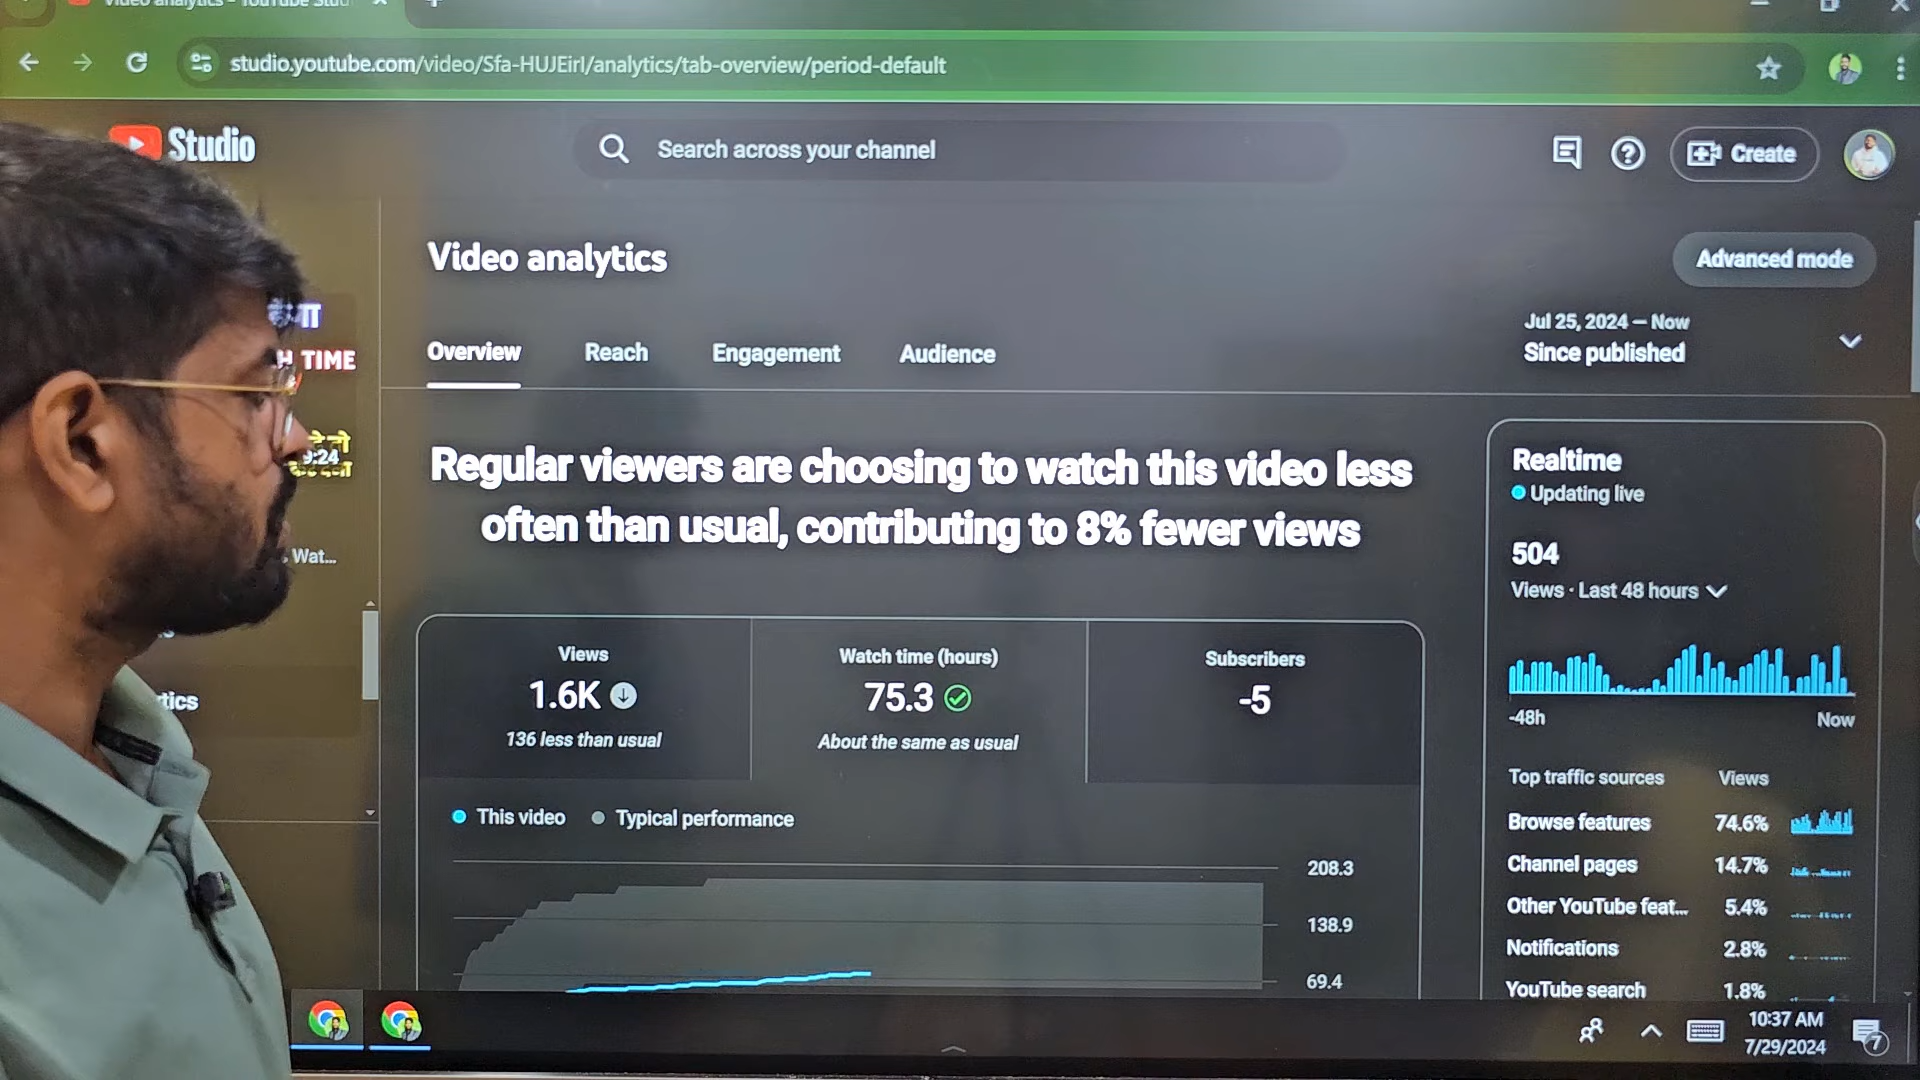 studio.youtube.com/video/Sfa-HUJEirI/analytics/tab-overview/period-default
Studio
Search across your channel
Create
Video analytics
Advanced mode
Overview
Reach
Engagement
Audience
Jul 25, 2024 – Now
Since published
H TIME
9:24
Wat...
tics
Regular viewers are choosing to watch this video less
often than usual, contributing to 8% fewer views
Views
1.6K
136 less than usual
Watch time (hours)
75.3
About the same as usual
Subscribers
-5
This video
Typical performance
208.3
138.9
69.4
Realtime
Updating live
504
Views · Last 48 hours
-48h
Now
Top traffic sources
Views
Browse features
74.6%
Channel pages
14.7%
Other YouTube feat...
5.4%
Notifications
2.8%
YouTube search
1.8%
10:37 AM
7/29/2024
7